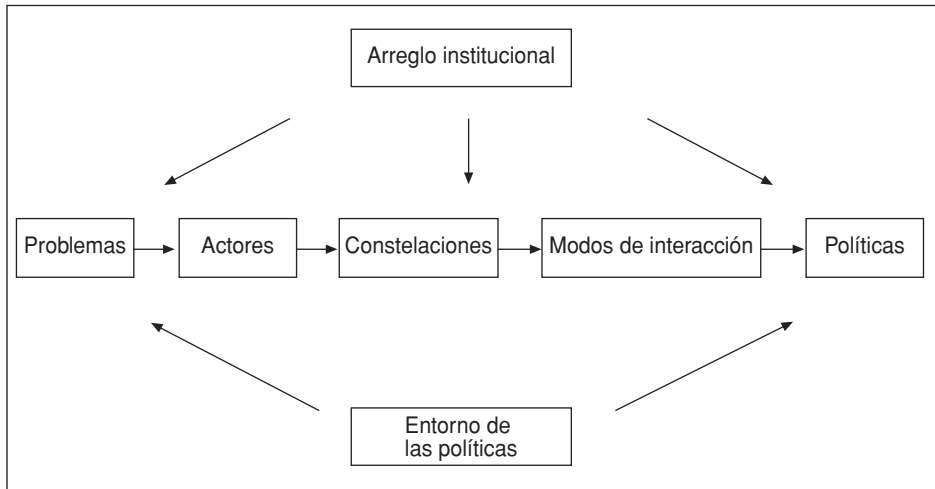 Arreglo institucional
Problemas
Actores
Constelaciones
Modos de interacción
Políticas
Entorno de
las políticas